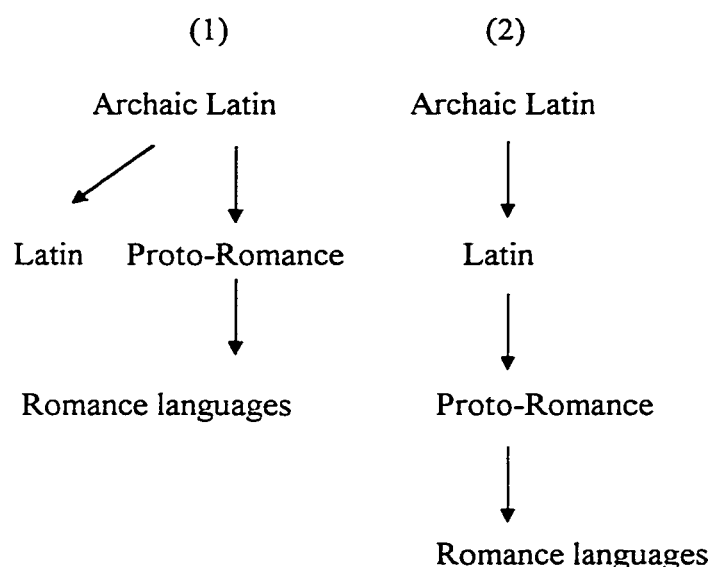 (1) (2)
Archaic Latin Archaic Latin
Latin Proto-Romance Latin
Romance languages Proto-Romance
Romance languages